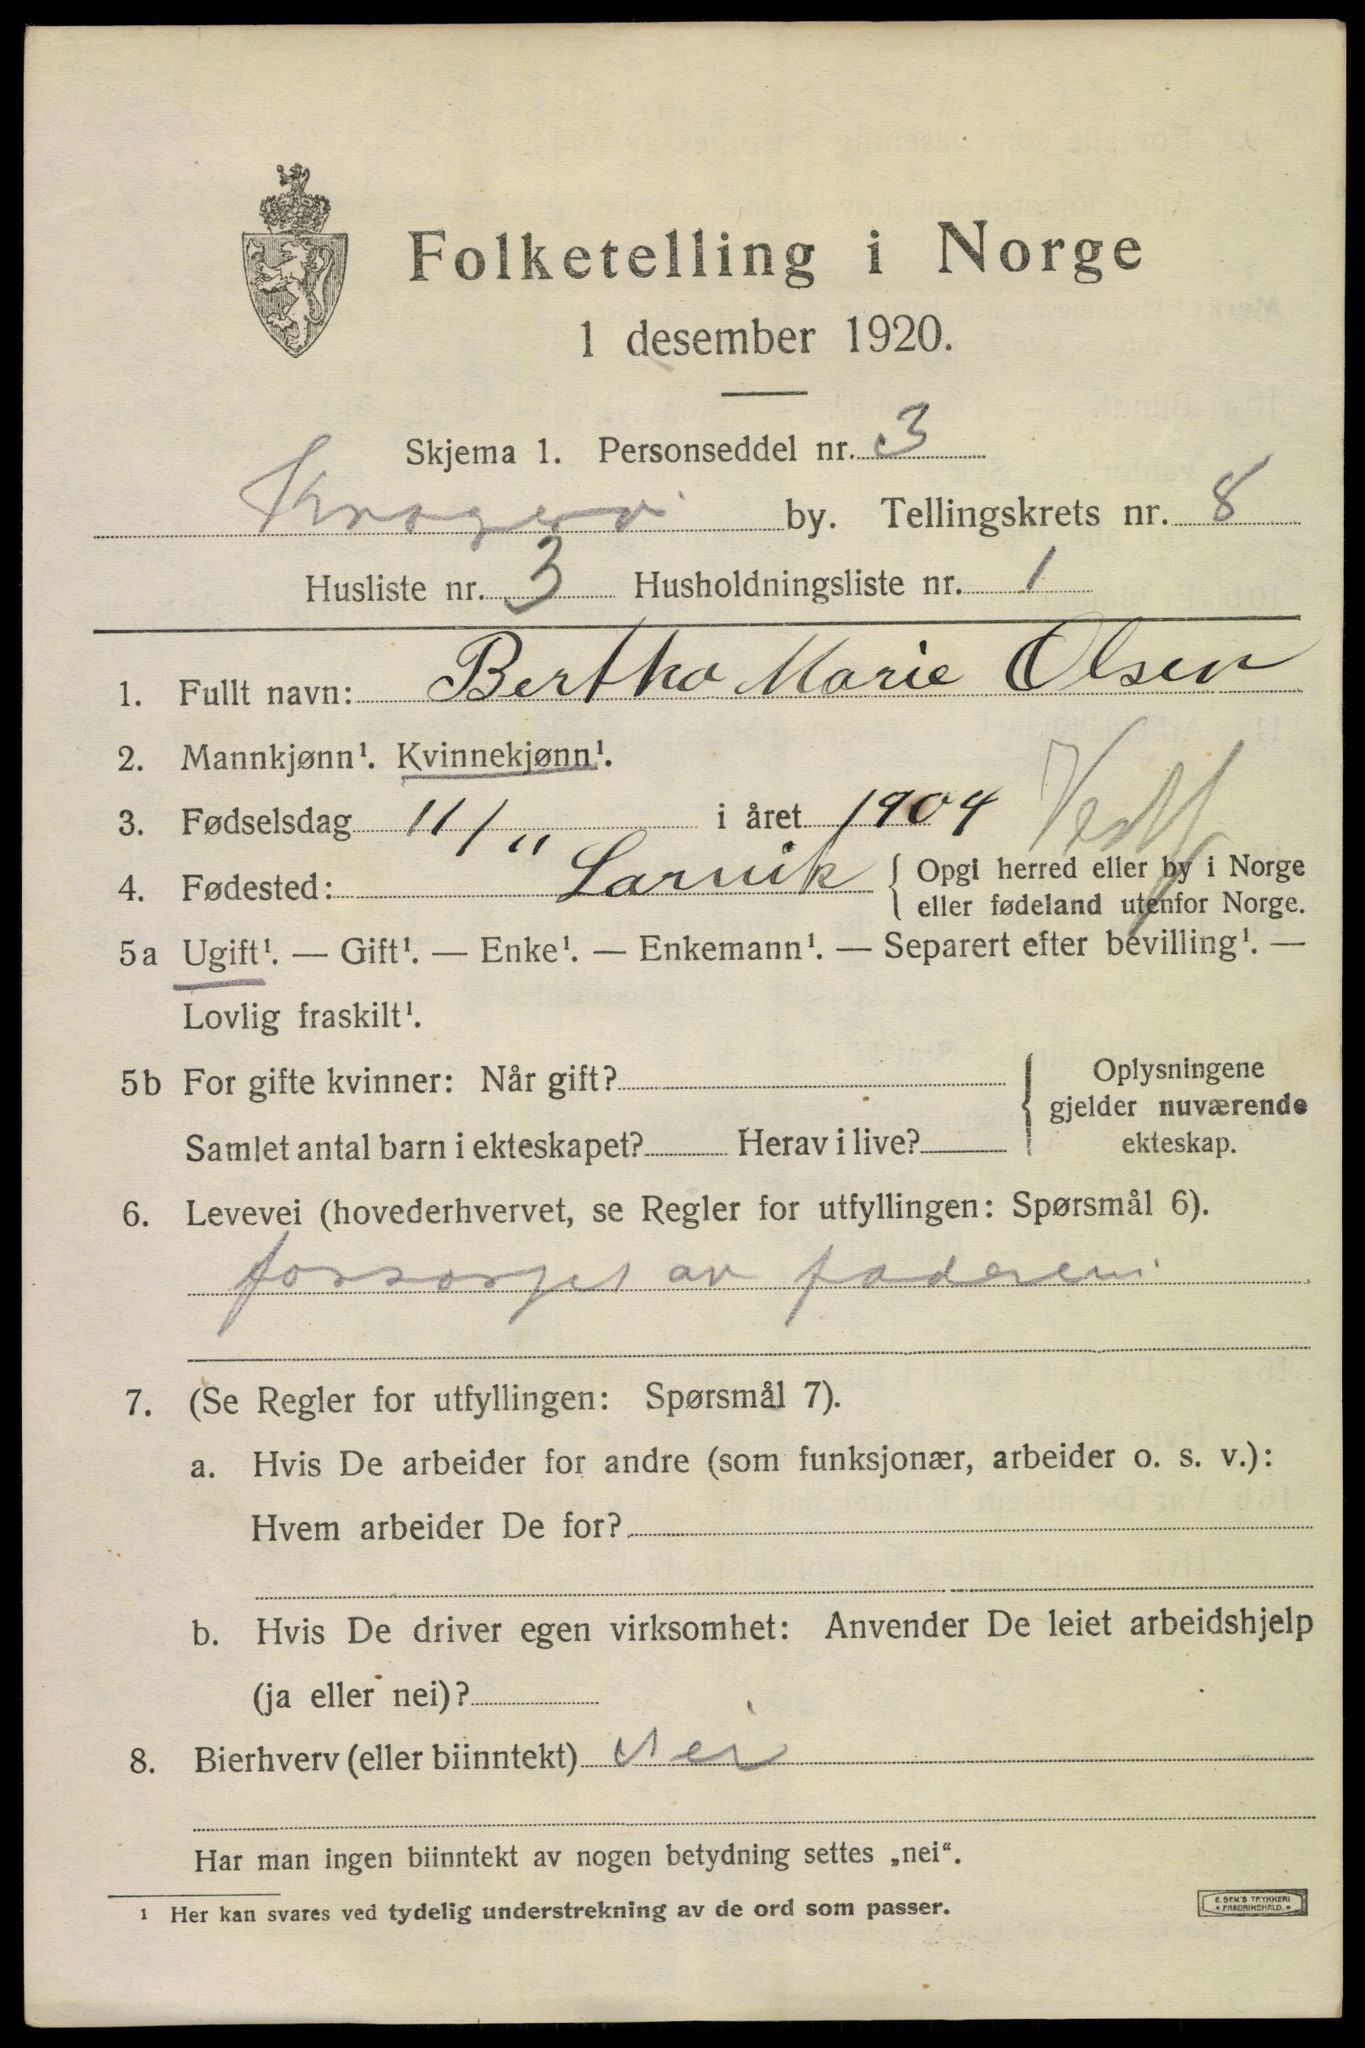 Folketelling i Norge
1 desember 1920.
Skjema 1. Personseddel nr. 3
Kragerø by. Tellingskrets nr. 8
Husliste nr. 3 Husholdningsliste nr. 1
1. Fullt navn: Bertha Marie Olsen
2. Mannkjønn¹. Kvinnekjønn¹.
3. Fødselsdag 11/11 i året 1904
4. Fødested: Larvik { Opgi herred eller by i Norge
eller fødeland utenfor Norge.
5a Ugift¹. — Gift¹. — Enke¹. — Enkemann¹. — Separert efter bevilling¹. —
Lovlig fraskilt¹.
5b For gifte kvinner: Når gift? { Oplysningene
gjelder nuværende
Samlet antal barn i ekteskapet? Herav i live? ekteskap.
6. Levevei (hovederhvervet, se Regler for utfyllingen: Spørsmål 6).
forsorget av faderen
7. (Se Regler for utfyllingen: Spørsmål 7).
a. Hvis De arbeider for andre (som funksjonær, arbeider o. s. v.):
Hvem arbeider De for?
b. Hvis De driver egen virksomhet: Anvender De leiet arbeidshjelp
(ja eller nei)?
8. Bierhverv (eller biinntekt) Nei
Har man ingen biinntekt av nogen betydning settes „nei“.
¹ Her kan svares ved tydelig understrekning av de ord som passer.
E. SEM'S TRYKKERI
* FREDRIKSHALD. *